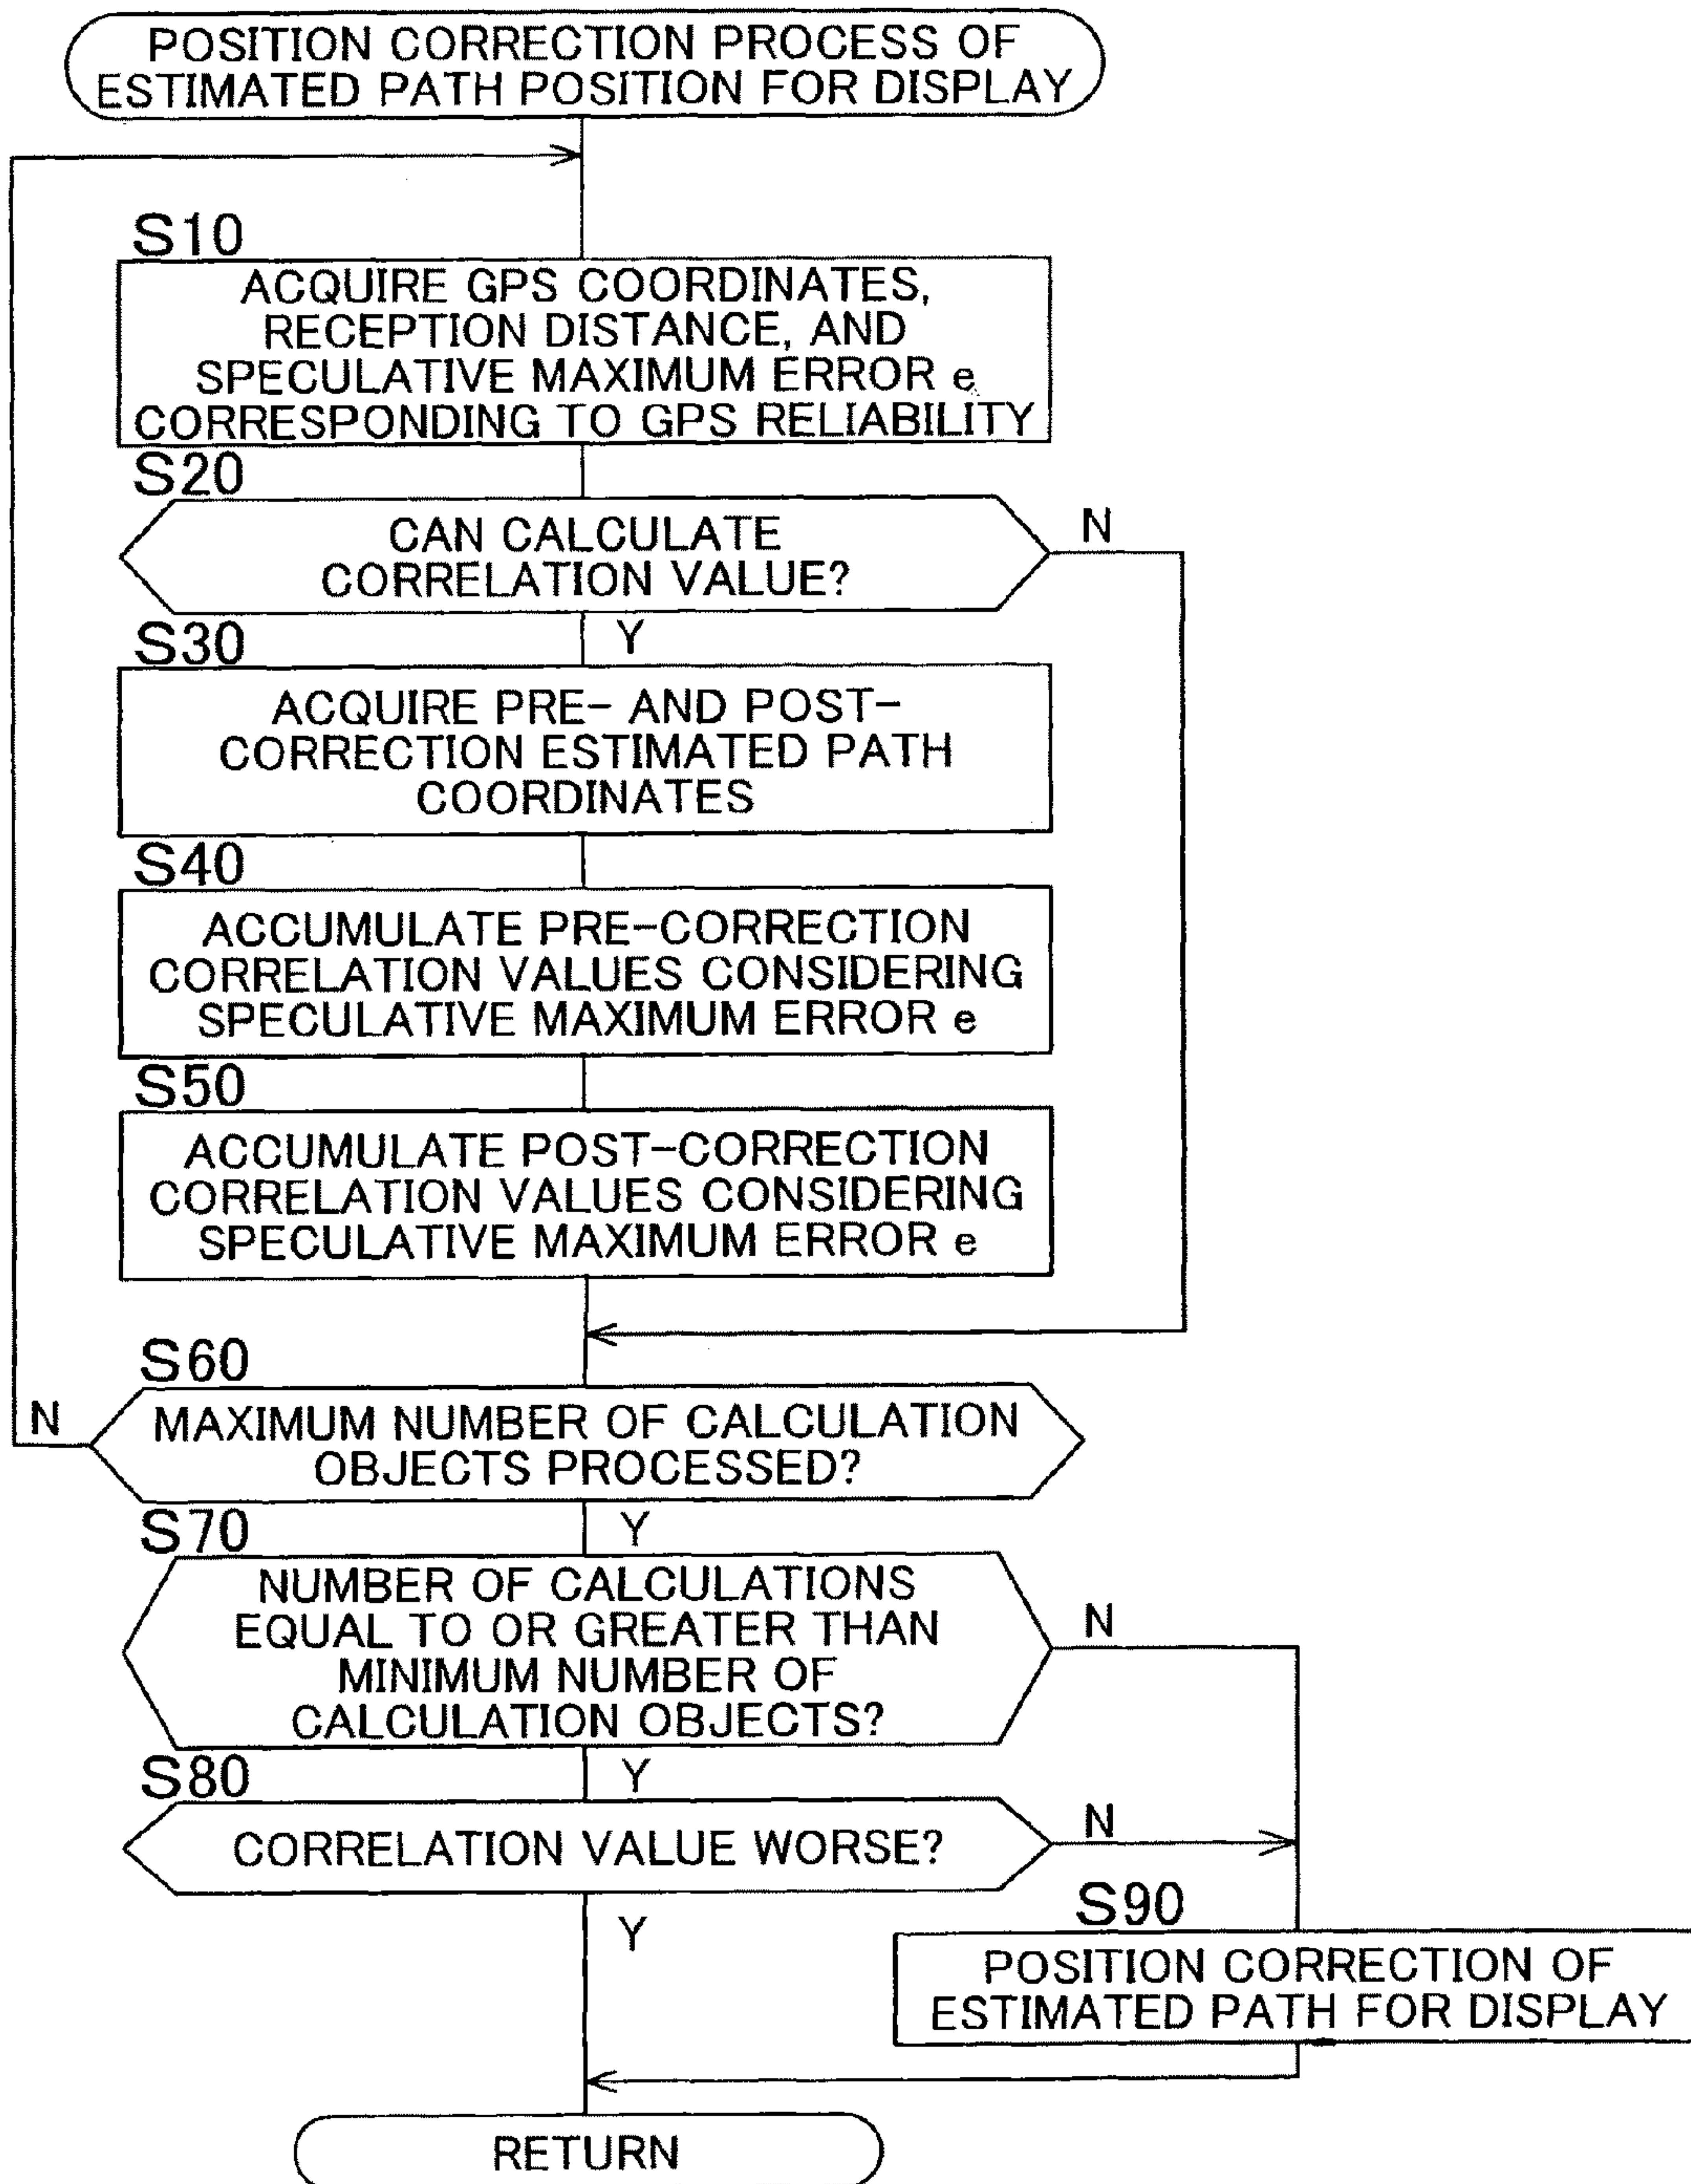 POSITION CORRECTION PROCESS OF
ESTIMATED PATH POSITION FOR DISPLAY
S10
ACQUIRE GPS COORDINATES,
RECEPTION DISTANCE, AND
SPECULATIVE MAXIMUM ERROR e
CORRESPONDING TO GPS RELIABILITY
S20
CAN CALCULATE
CORRELATION VALUE?
N
Y
S30
ACQUIRE PRE- AND POST-
CORRECTION ESTIMATED PATH
COORDINATES
S40
ACCUMULATE PRE-CORRECTION
CORRELATION VALUES CONSIDERING
SPECULATIVE MAXIMUM ERROR e
S50
ACCUMULATE POST-CORRECTION
CORRELATION VALUES CONSIDERING
SPECULATIVE MAXIMUM ERROR e
S60
N
MAXIMUM NUMBER OF CALCULATION
OBJECTS PROCESSED?
Y
S70
NUMBER OF CALCULATIONS
EQUAL TO OR GREATER THAN
MINIMUM NUMBER OF
CALCULATION OBJECTS?
N
Y
S80
CORRELATION VALUE WORSE?
N
Y
S90
POSITION CORRECTION OF
ESTIMATED PATH FOR DISPLAY
RETURN